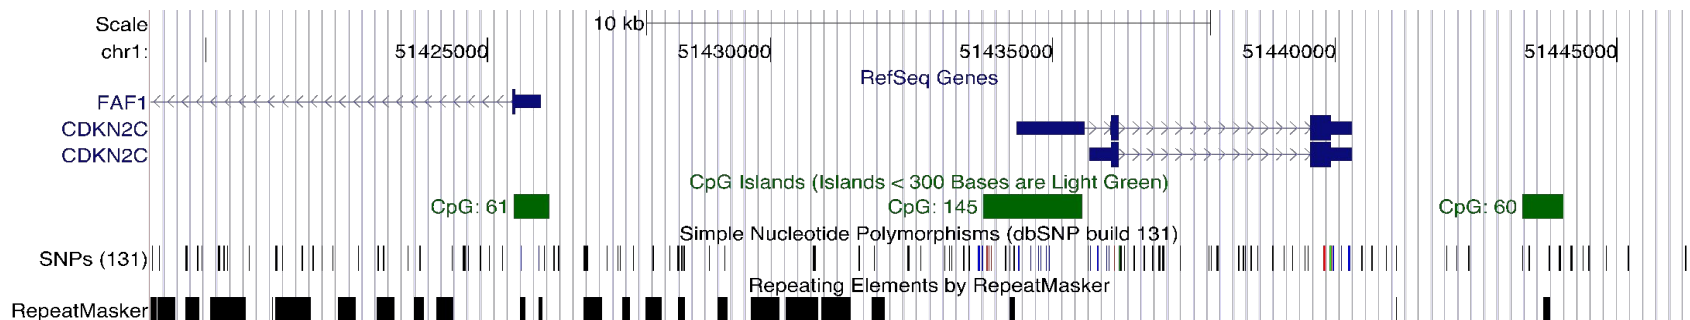 Scale 10 kb
chr1: 51425000 51430000 51435000 51440000 51445000
RefSeq Genes
FAF1
CDKN2C
CDKN2C
CpG Islands (Islands < 300 Bases are Light Green)
CpG: 61 CpG: 145 CpG: 60
Simple Nucleotide Polymorphisms (dbSNP build 131)
SNPs (131)
Repeating Elements by RepeatMasker
RepeatMasker